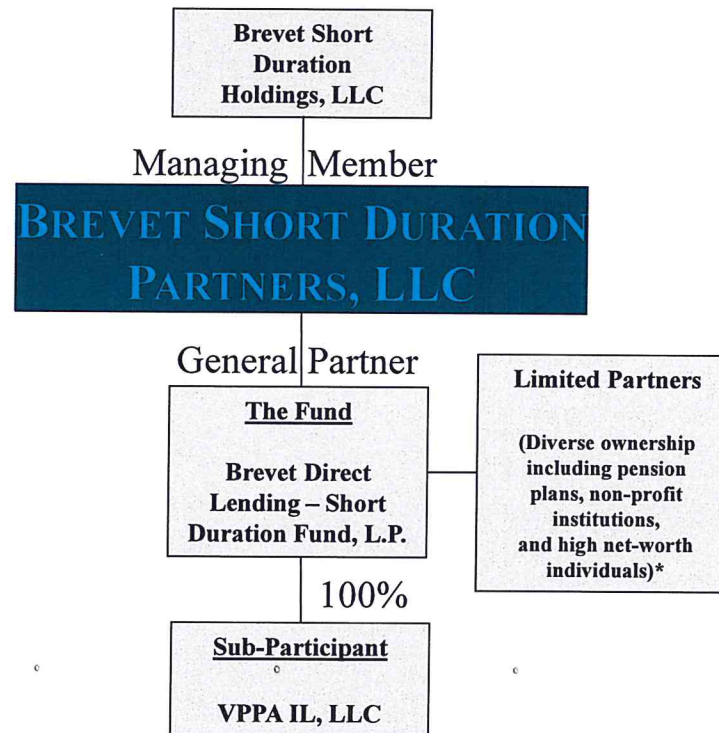 Brevet Short
Duration
Holdings, LLC
Managing Member
BREVET SHORT DURATION
PARTNERS, LLC
General Partner
The Fund
Brevet Direct
Lending – Short
Duration Fund, L.P.
Limited Partners
(Diverse ownership
including pension
plans, non-profit
institutions,
and high net-worth
individuals)*
100%
Sub-Participant
VPPA IL, LLC